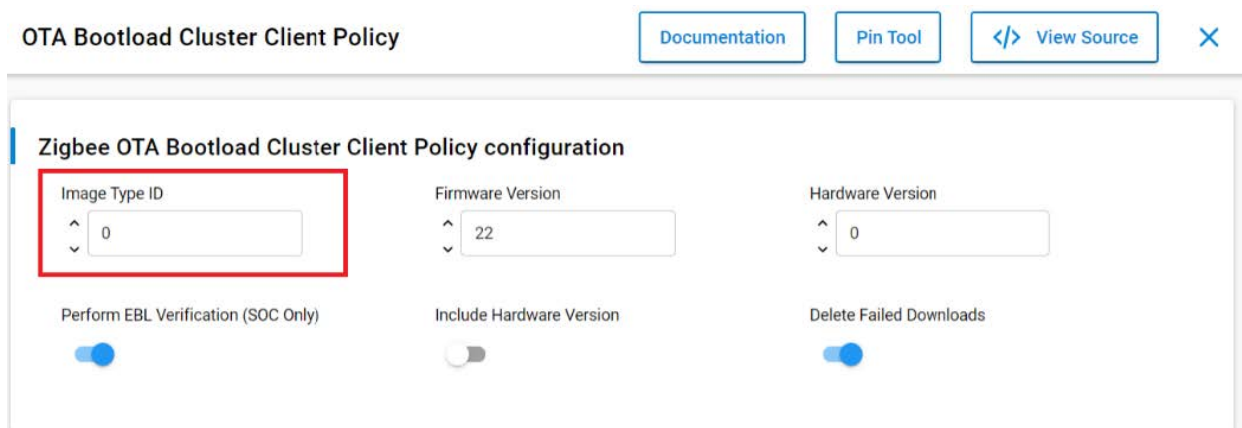 OTA Bootload Cluster Client Policy
Documentation
Pin Tool
</> View Source
Zigbee OTA Bootload Cluster Client Policy configuration
Image Type ID
Firmware Version
Hardware Version
0
22
0
Perform EBL Verification (SOC Only)
Include Hardware Version
Delete Failed Downloads